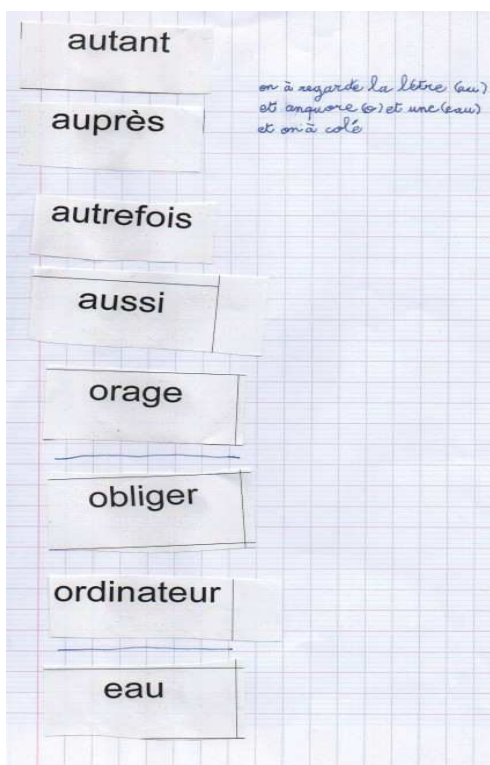 autant
on à regarde la lètre (au)
et anquore (o) et une (eau)
et on à colé
auprès
autrefois
aussi
orage
obliger
ordinateur
eau